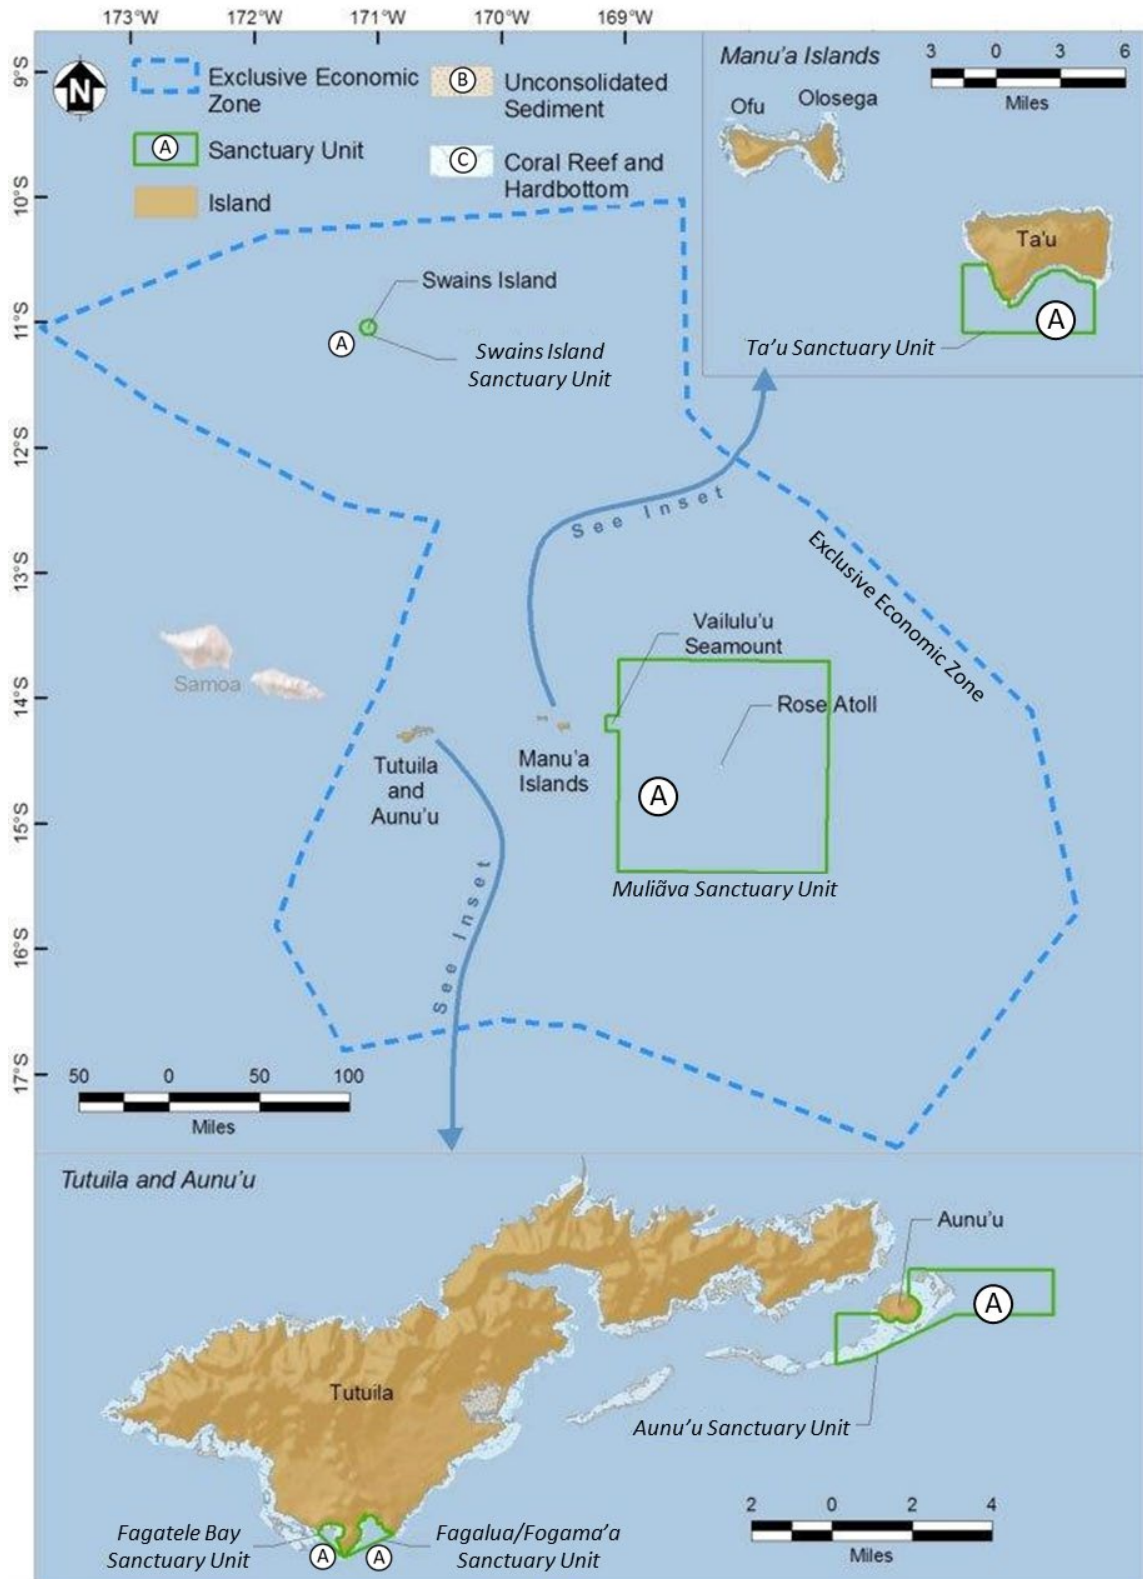 173°W
172°W
171°W
170°W
169°W
9°S
10°S
11°S
12°S
13°S
14°S
15°S
16°S
17°S
N
Exclusive Economic
Zone
A
Sanctuary Unit
Island
B
Unconsolidated
Sediment
C
Coral Reef and
Hardbottom
Manu'a Islands
3 0 3 6
Miles
Ofu
Olosega
Ta'u
A
Ta'u Sanctuary Unit
Swains Island
A
Swains Island
Sanctuary Unit
See Inset
Exclusive Economic Zone
Vailulu'u
Seamount
Rose Atoll
Samoa
Tutuila
and
Aunu'u
Manu'a
Islands
A
Muliãva Sanctuary Unit
See Inset
50 0 50 100
Miles
Tutuila and Aunu'u
Aunu'u
A
Tutuila
Aunu'u Sanctuary Unit
Fagatele Bay
Sanctuary Unit
A
A
Fagalua/Fogama'a
Sanctuary Unit
2 0 2 4
Miles